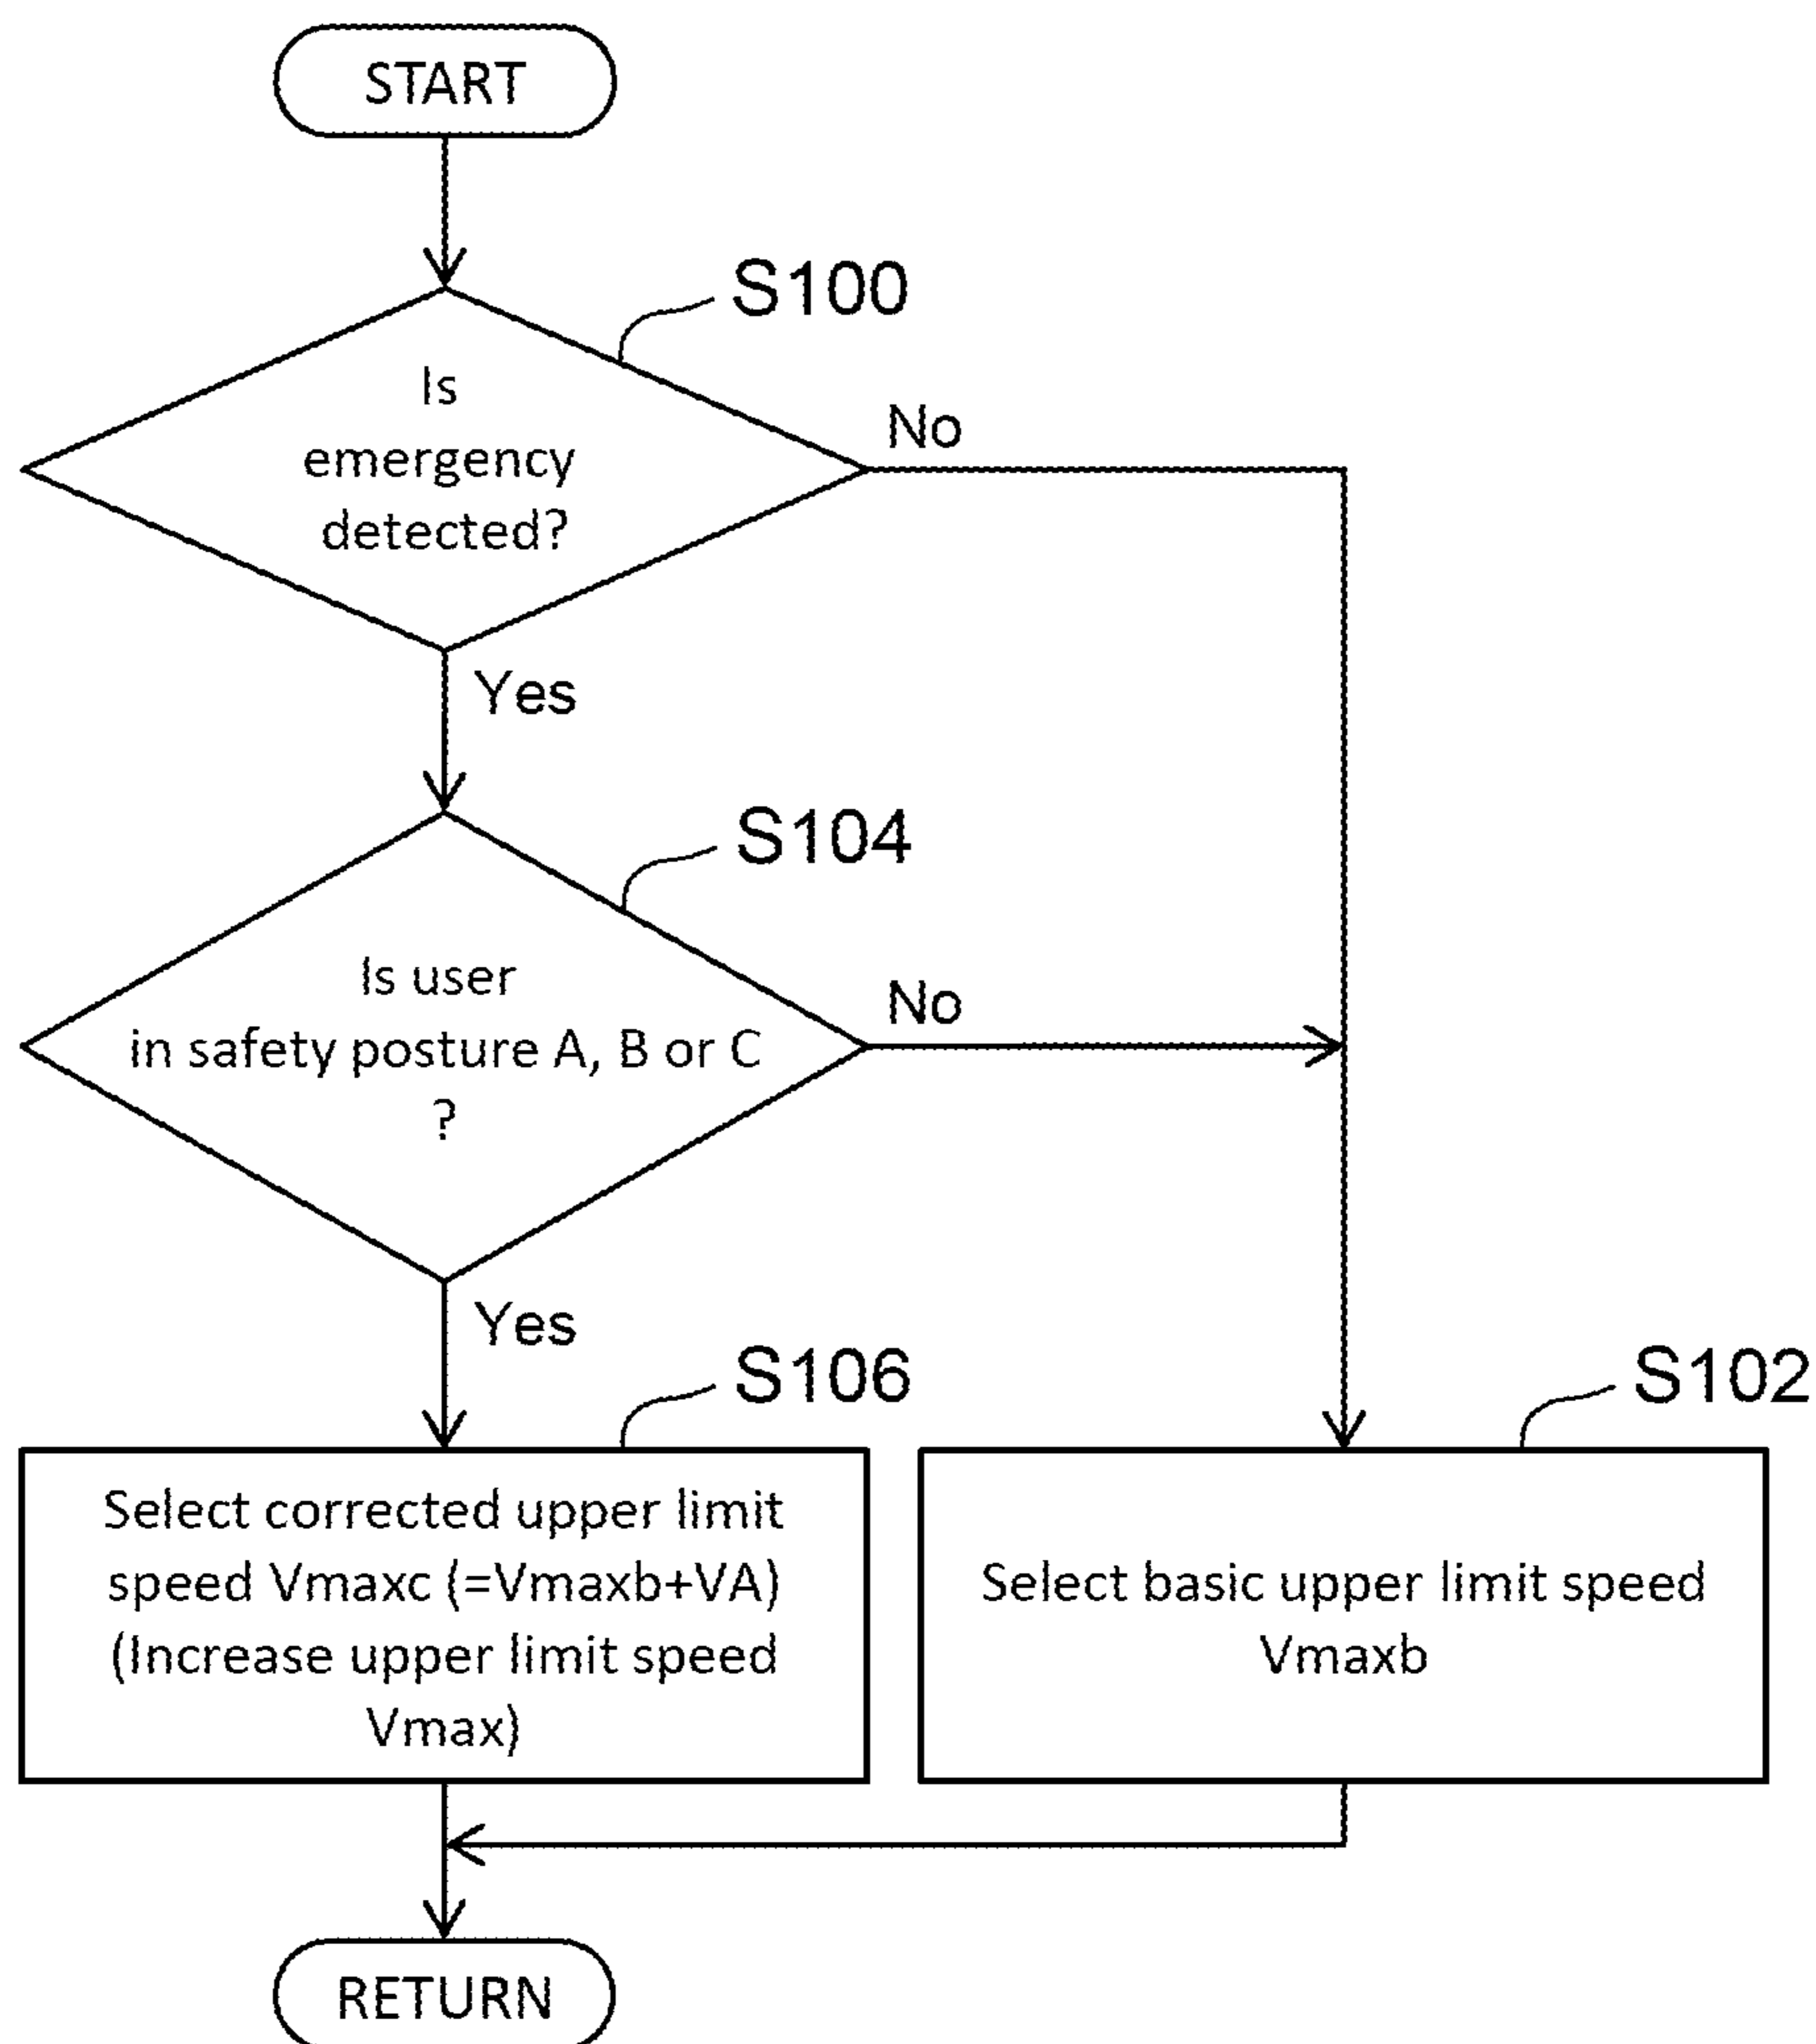 START
S100
Is
emergency
detected?
No
Yes
S104
Is user
in safety posture A, B or C
?
No
Yes
S106
Select corrected upper limit
speed Vmaxc (=Vmaxb+VA)
(Increase upper limit speed
Vmax)
S102
Select basic upper limit speed
Vmaxb
RETURN